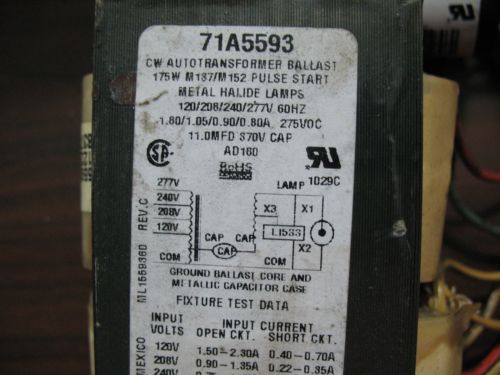 71A5593
CW AUTOTRANSFORMER BALLAST
175W M137/M152 PULSE START
METAL HALIDE LAMPS
120/208/240/277V 60HZ
1.80/1.05/0.90/0.80A 275VOC
11.0MFD 370V CAP
AD160
RoHS
1029C
277V
240V
208V
120V
COM
CAP
CAP
CAP
LAMP
X3
X1
LI533
X2
COM
REV.C
MEXICO
GROUND BALLAST CORE AND
METALLIC CAPACITOR CASE
FIXTURE TEST DATA
INPUT INPUT CURRENT
VOLTS OPEN CKT. SHORT CKT.
120V 1.50-2.30A 0.40-0.70A
208V 0.90-1.35A 0.22-0.35A
240V